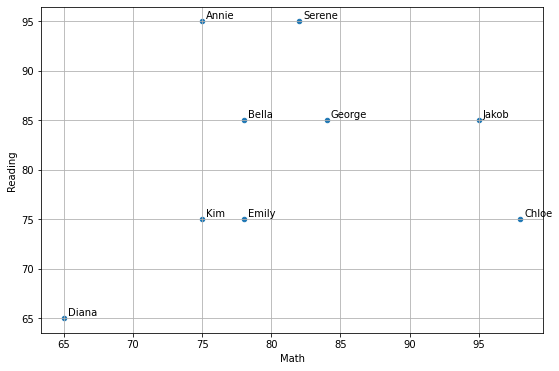 Annie
Serene
95
90
Bella
George
Jakob
85
Reading
80
Kim
Emily
Chloe
75
70
Diana
65
65
70
75
80
85
90
95
Math